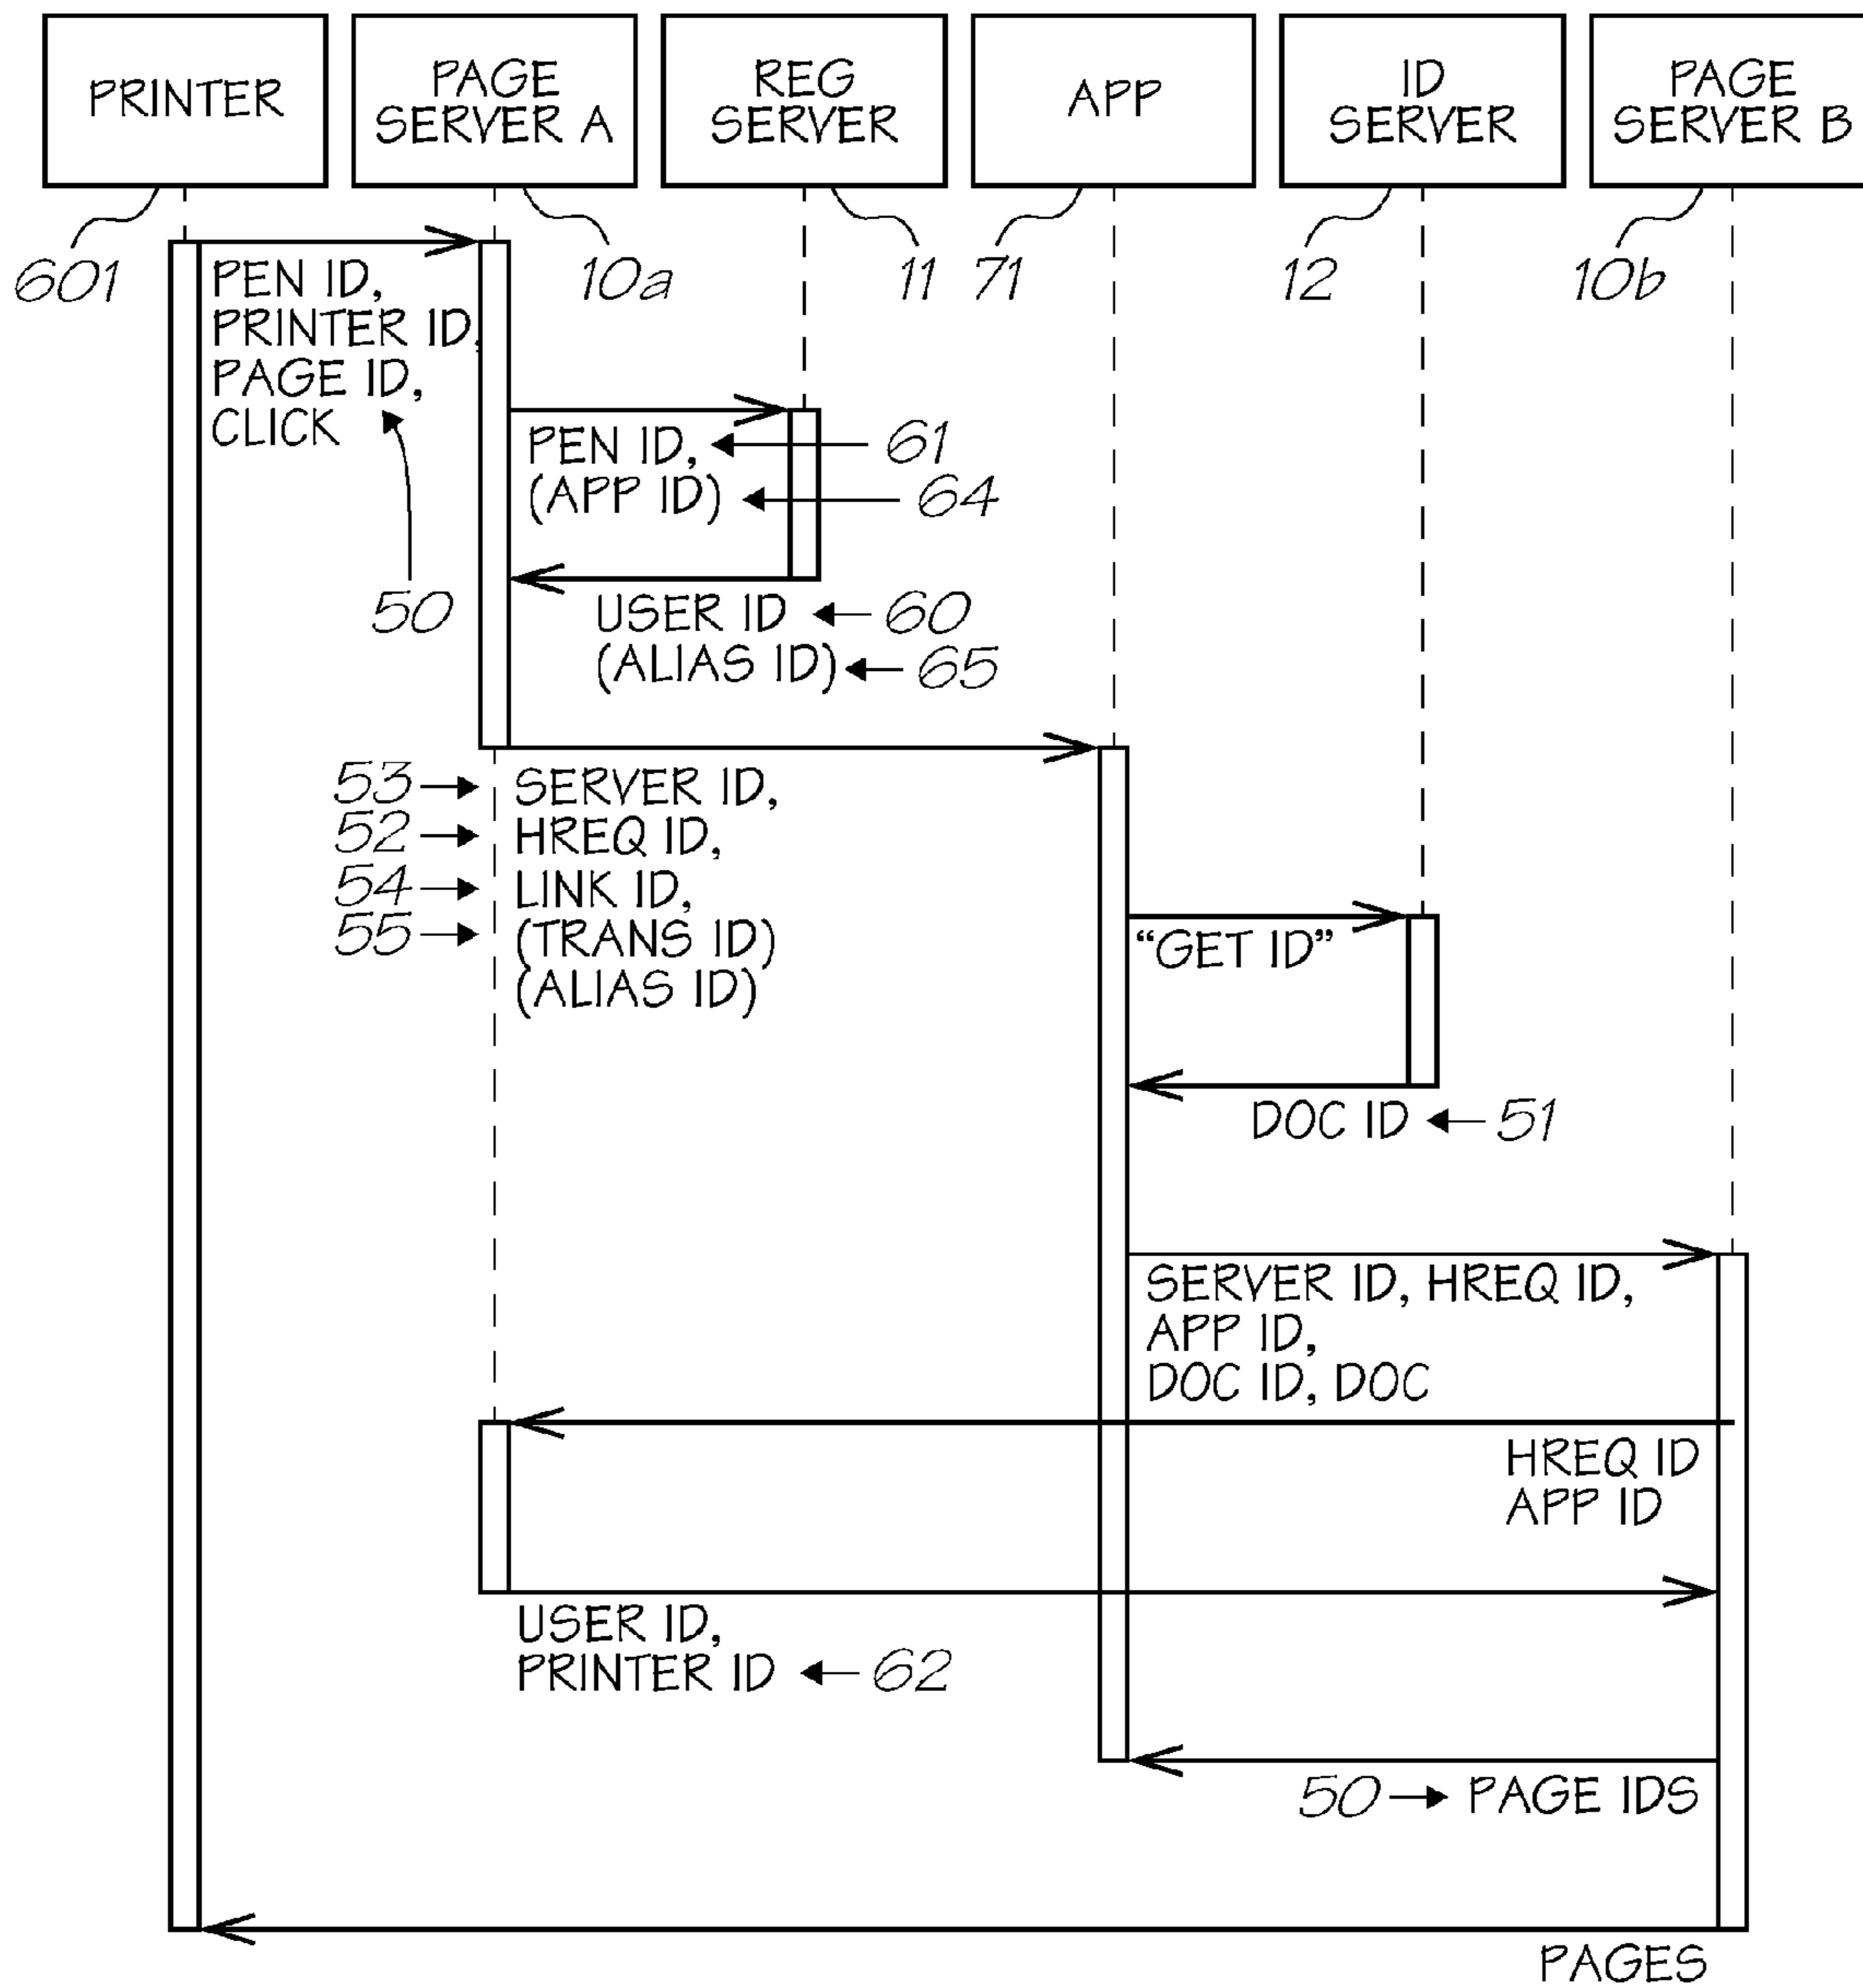 PRINTER
PAGE
SERVER A
REG
SERVER
APP
ID
SERVER
PAGE
SERVER B
601
10a
11
71
12
10b
PEN ID,
PRINTER ID,
PAGE ID,
CLICK
50
PEN ID,
61
(APP ID)
64
USER ID
60
(ALIAS ID)
65
53
SERVER ID,
52
HREQ ID,
54
LINK ID,
55
(TRANS ID)
(ALIAS ID)
“GET ID”
DOC ID
51
SERVER ID, HREQ ID,
APP ID,
DOC ID, DOC
HREQ ID
APP ID
USER ID,
PRINTER ID
62
50
PAGE IDS
PAGES